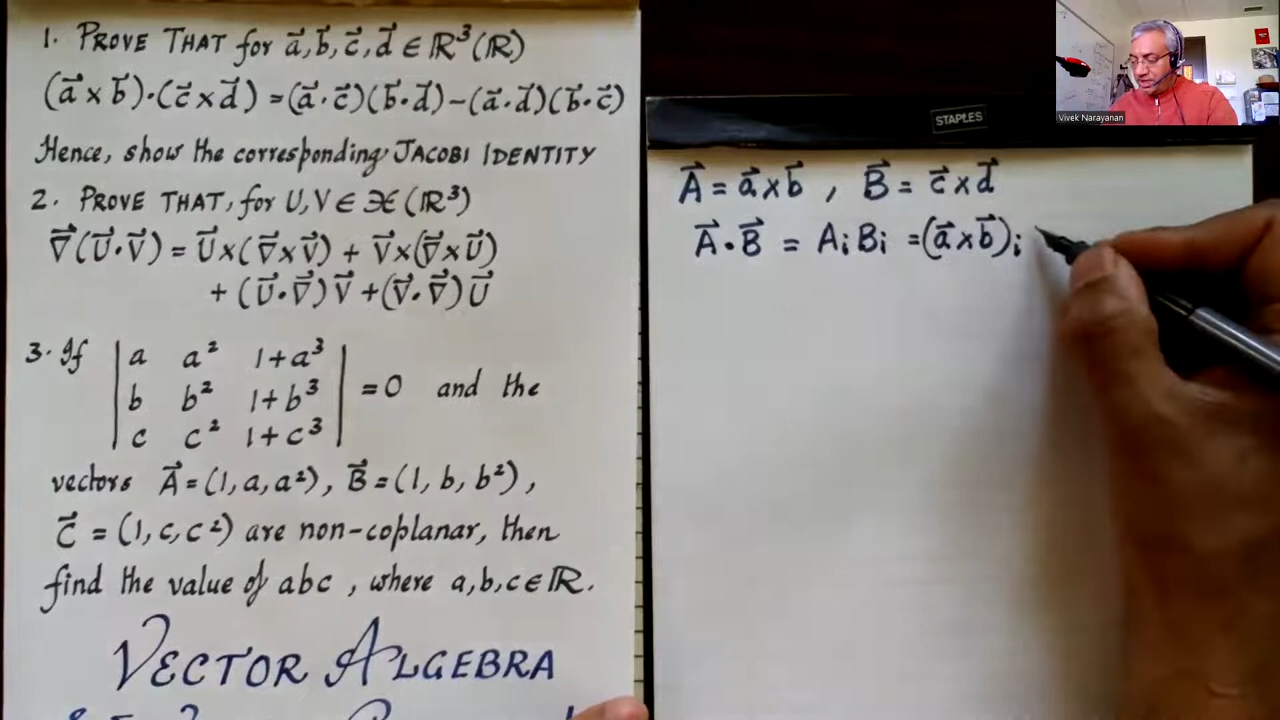 1. PROVE THAT for a⃗, b⃗, c⃗, d⃗ ∈ ℝ³(ℝ)
(a⃗ × b⃗)·(c⃗ × d⃗) = (a⃗·c⃗)(b⃗·d⃗) − (a⃗·d⃗)(b⃗·c⃗)
Hence, show the corresponding JACOBI IDENTITY
2. PROVE THAT, for U, V ∈ 𝔛(ℝ³)
∇⃗(U⃗·V⃗) = U⃗×(∇⃗×V⃗) + V⃗×(∇⃗×U⃗)
+ (U⃗·∇⃗)V⃗ + (V⃗·∇⃗)U⃗
3. If | a a² 1+a³ |
| b b² 1+b³ | = 0 and the
| c c² 1+c³ |
vectors A⃗ = (1, a, a²), B⃗ = (1, b, b²),
C⃗ = (1, c, c²) are non-coplanar, then
find the value of abc, where a, b, c ∈ ℝ.
VECTOR ALGEBRA
STAPLES
A⃗ = a⃗ × b⃗ , B⃗ = c⃗ × d⃗
A⃗·B⃗ = AᵢBᵢ = (a⃗ × b⃗)ᵢ
Vivek Narayanan